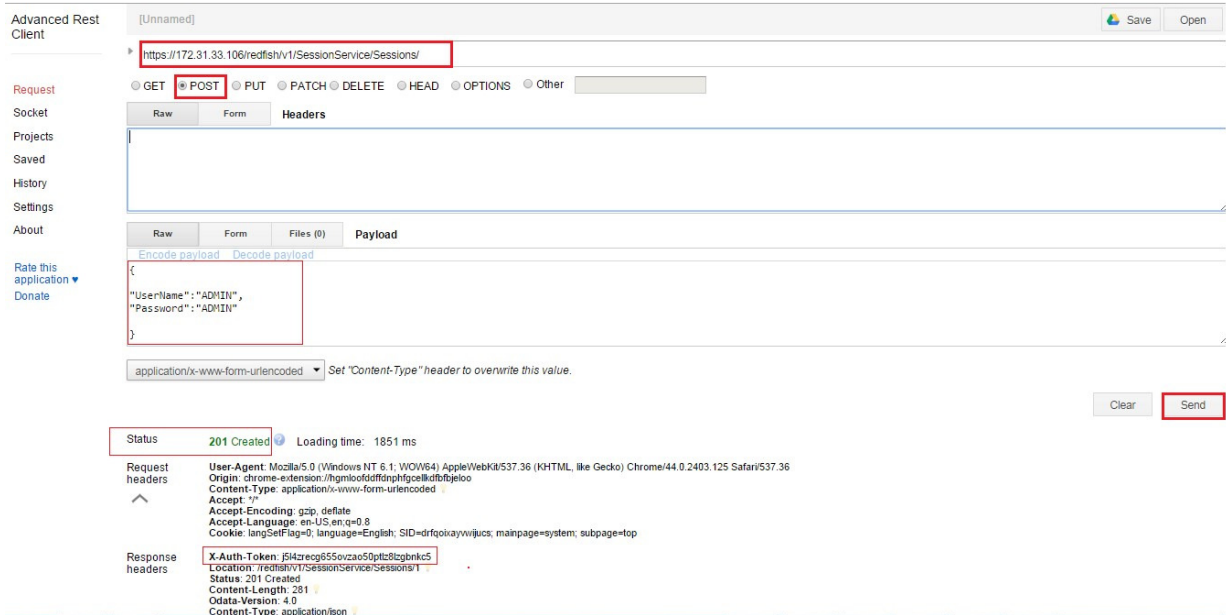 Advanced Rest
Client
[Unnamed]
Save
Open
https://172.31.33.106/redfish/v1/SessionService/Sessions/
Request
GET POST PUT PATCH DELETE HEAD OPTIONS Other
Socket
Raw Form Headers
Projects
Saved
History
Settings
About
Raw Form Files (0) Payload
Encode payload Decode payload
Rate this
application ♥
Donate
{
"UserName":"ADMIN",
"Password":"ADMIN"
}
application/x-www-form-urlencoded Set "Content-Type" header to overwrite this value.
Clear Send
Status 201 Created Loading time: 1851 ms
Request
headers
User-Agent: Mozilla/5.0 (Windows NT 6.1; WOW64) AppleWebKit/537.36 (KHTML, like Gecko) Chrome/44.0.2403.125 Safari/537.36
Origin: chrome-extension://hgmloofddffdnphfgcellkdfbfbjeloo
Content-Type: application/x-www-form-urlencoded
Accept: */*
Accept-Encoding: gzip, deflate
Accept-Language: en-US,en;q=0.8
Cookie: langSetFlag=0; language=English; SID=drfqoixayvwijucs; mainpage=system; subpage=top
Response
headers
X-Auth-Token: j5l4zrecg655ovzao50ptlz8lzgbnkc5
Location: /redfish/v1/SessionService/Sessions/1
Status: 201 Created
Content-Length: 281
Odata-Version: 4.0
Content-Type: application/json